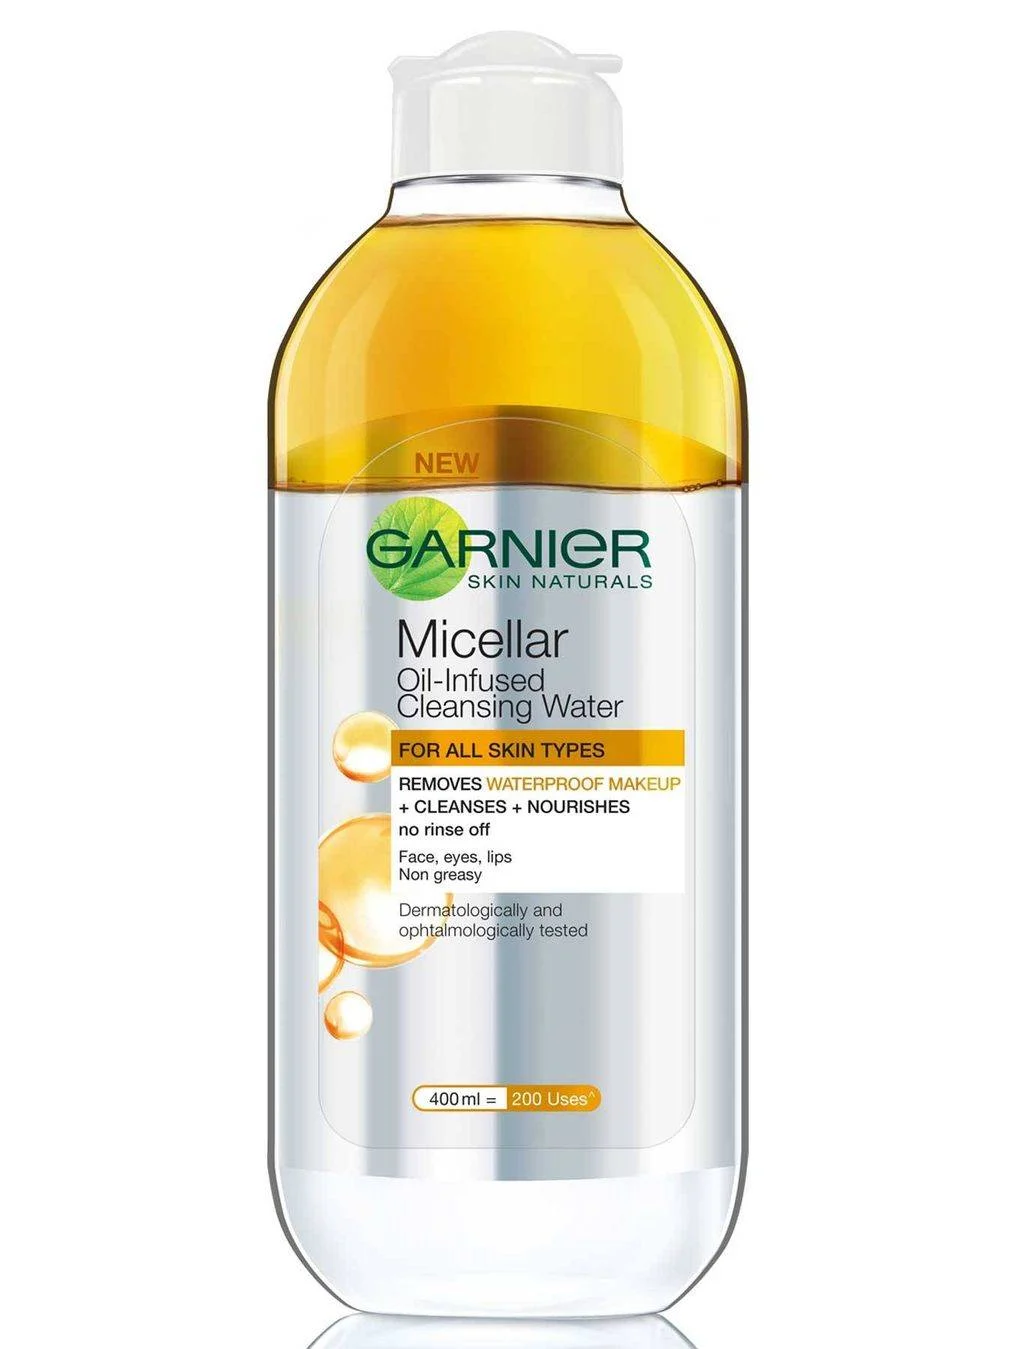 NEW
GARNIER
SKIN NATURALS
Micellar
Oil-Infused
Cleansing Water
FOR ALL SKIN TYPES
REMOVES WATERPROOF MAKEUP
+ CLEANSES + NOURISHES
no rinse off
Face, eyes, lips
Non greasy
Dermatologically and
ophtalmologically tested
400ml = 200 Uses^